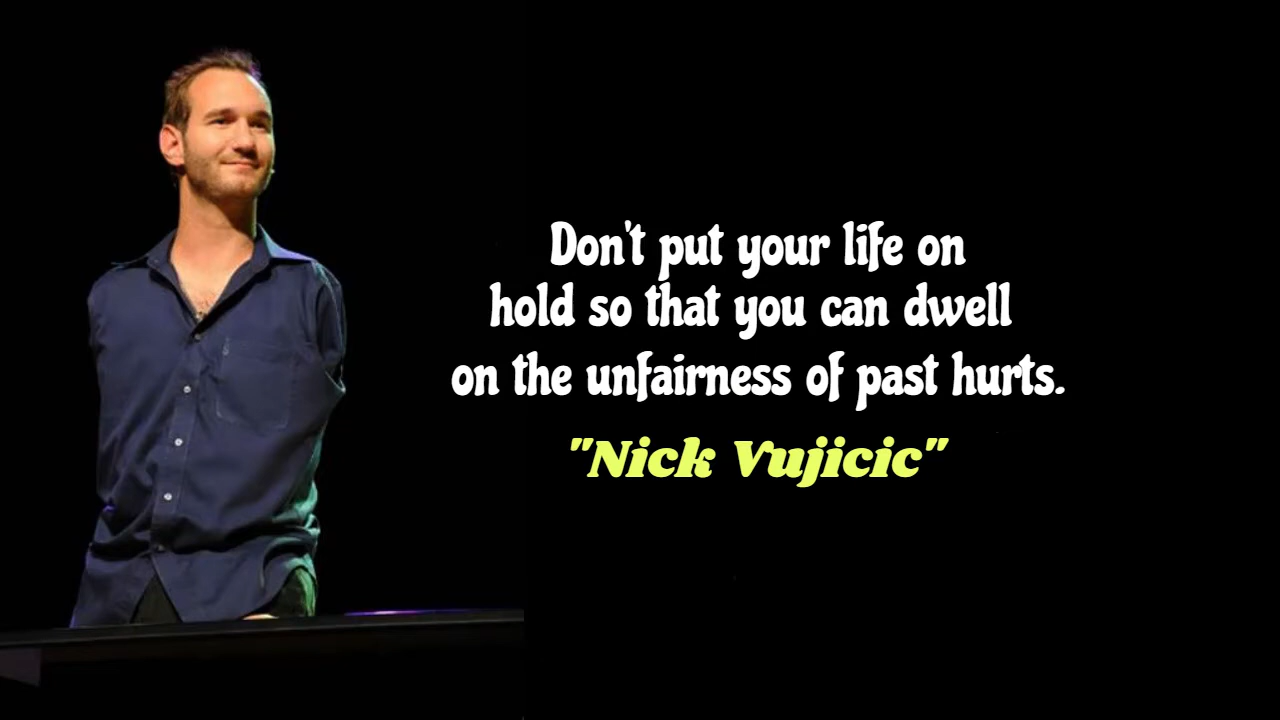 Don't put your life on
hold so that you can dwell
on the unfairness of past hurts.
"Nick Vujicic"